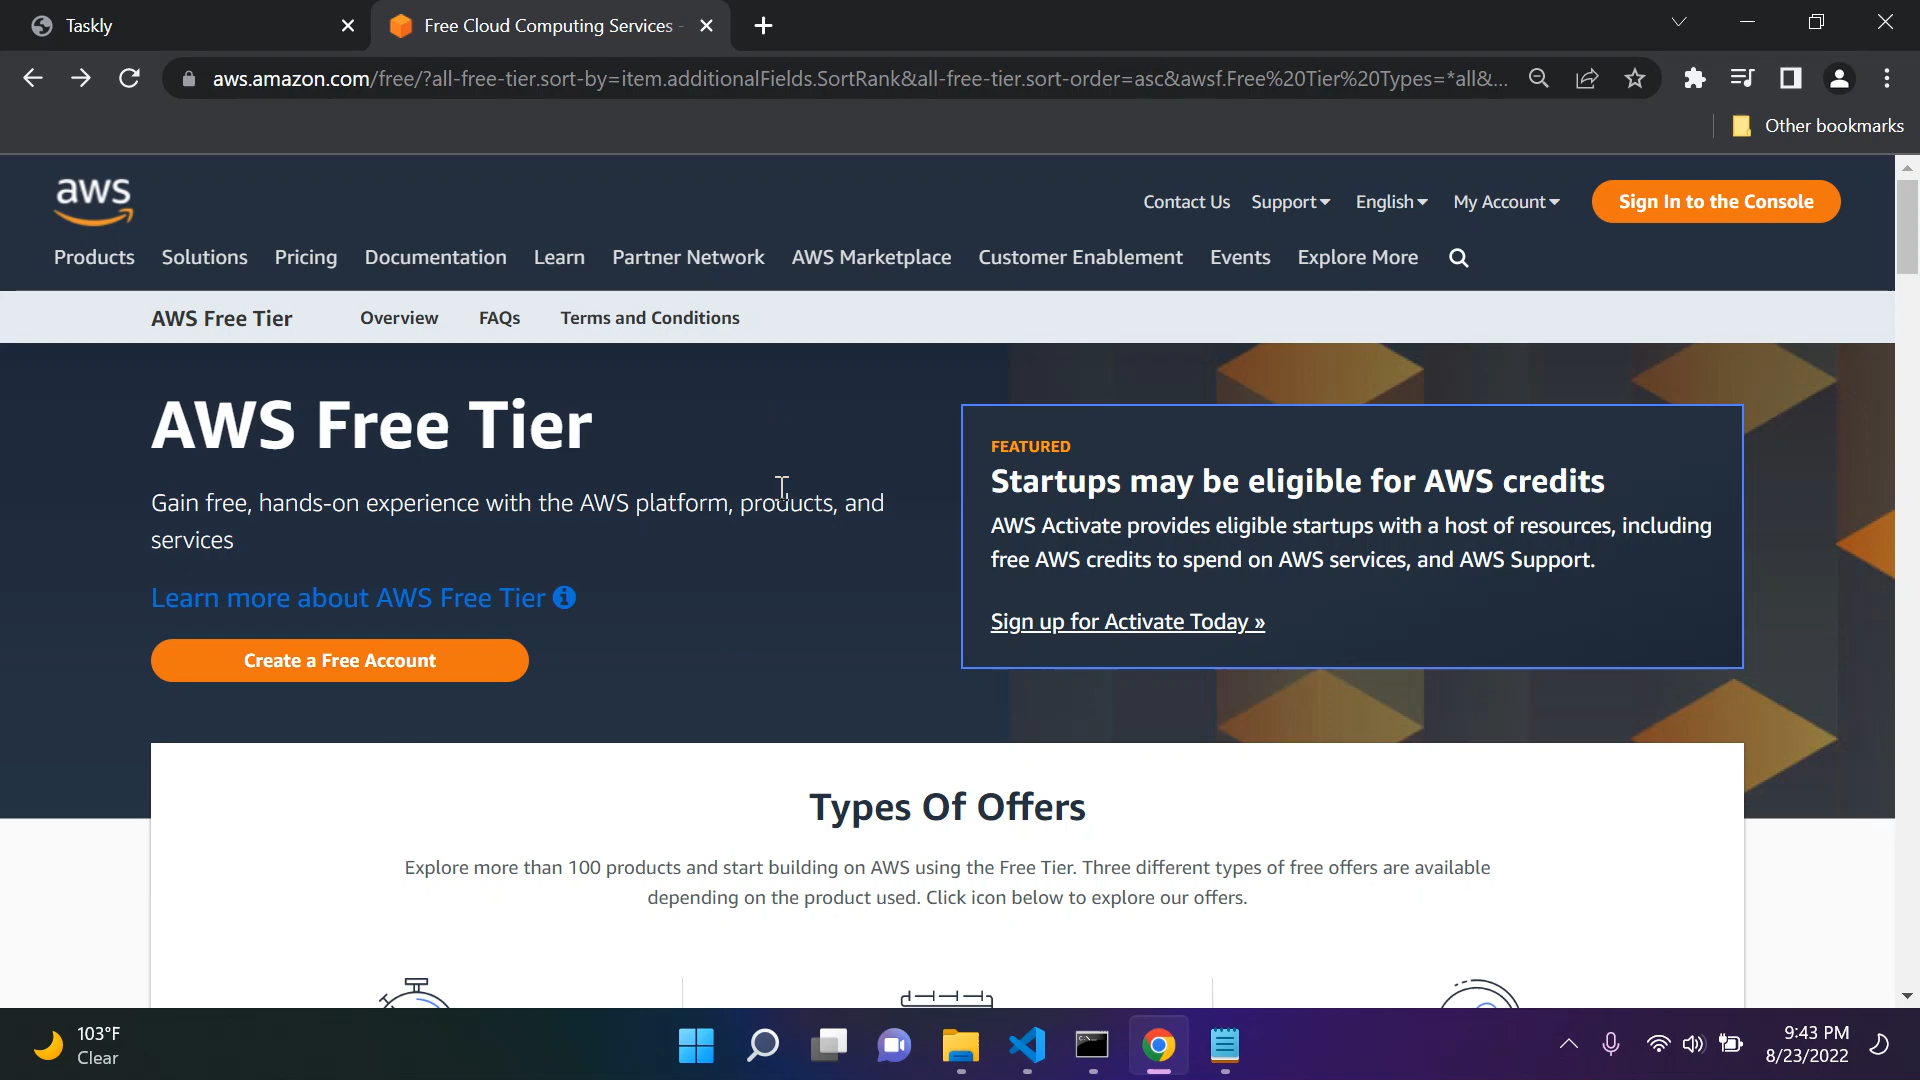 Taskly
Free Cloud Computing Services -
aws.amazon.com/free/?all-free-tier.sort-by=item.additionalFields.SortRank&all-free-tier.sort-order=asc&awsf.Free%20Tier%20Types=*all&...
Other bookmarks
aws
Contact Us Support English My Account Sign In to the Console
Products Solutions Pricing Documentation Learn Partner Network AWS Marketplace Customer Enablement Events Explore More
AWS Free Tier Overview FAQs Terms and Conditions
AWS Free Tier
Gain free, hands-on experience with the AWS platform, products, and
services
Learn more about AWS Free Tier
Create a Free Account
FEATURED
Startups may be eligible for AWS credits
AWS Activate provides eligible startups with a host of resources, including
free AWS credits to spend on AWS services, and AWS Support.
Sign up for Activate Today »
Types Of Offers
Explore more than 100 products and start building on AWS using the Free Tier. Three different types of free offers are available
depending on the product used. Click icon below to explore our offers.
103°F
Clear
9:43 PM
8/23/2022